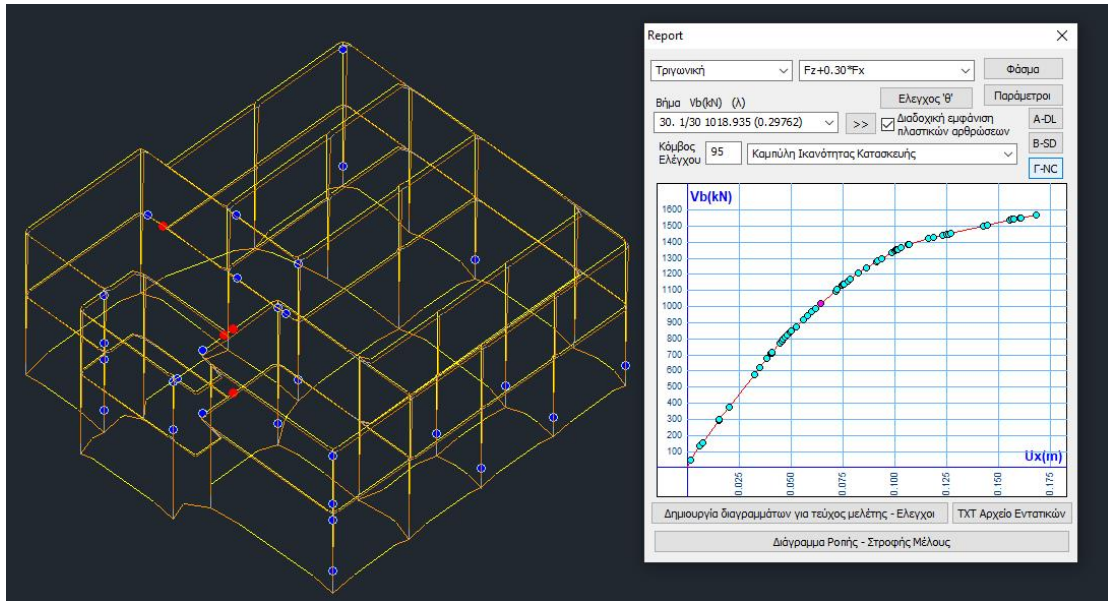 Report
Τριγωνική Fz+0.30*Fx Φάσμα
Ελεγχος 'θ' Παράμετροι
Βήμα Vb(kN) (λ)
30. 1/30 1018.935 (0.29762) >> Διαδοχική εμφάνιση πλαστικών αρθρώσεων A-DL
B-SD
Κόμβος Ελέγχου 95 Καμπύλη Ικανότητας Κατασκευής
Γ-NC
Vb(kN)
1600
1500
1400
1300
1200
1100
1000
900
800
700
600
500
400
300
200
100
Ux(m)
0.025 0.050 0.075 0.100 0.125 0.150 0.175
Δημιουργία διαγραμμάτων για τεύχος μελέτης - Ελεγχοι TXT Αρχείο Εντατικών
Διάγραμμα Ροπής - Στροφής Μέλους